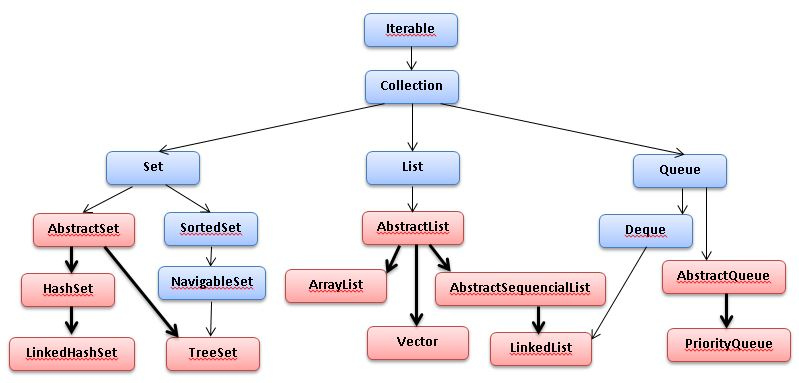 Iterable
Collection
Set
List
Queue
AbstractSet
SortedSet
AbstractList
Deque
HashSet
NavigableSet
ArrayList
AbstractSequencialList
AbstractQueue
LinkedHashSet
TreeSet
Vector
LinkedList
PriorityQueue